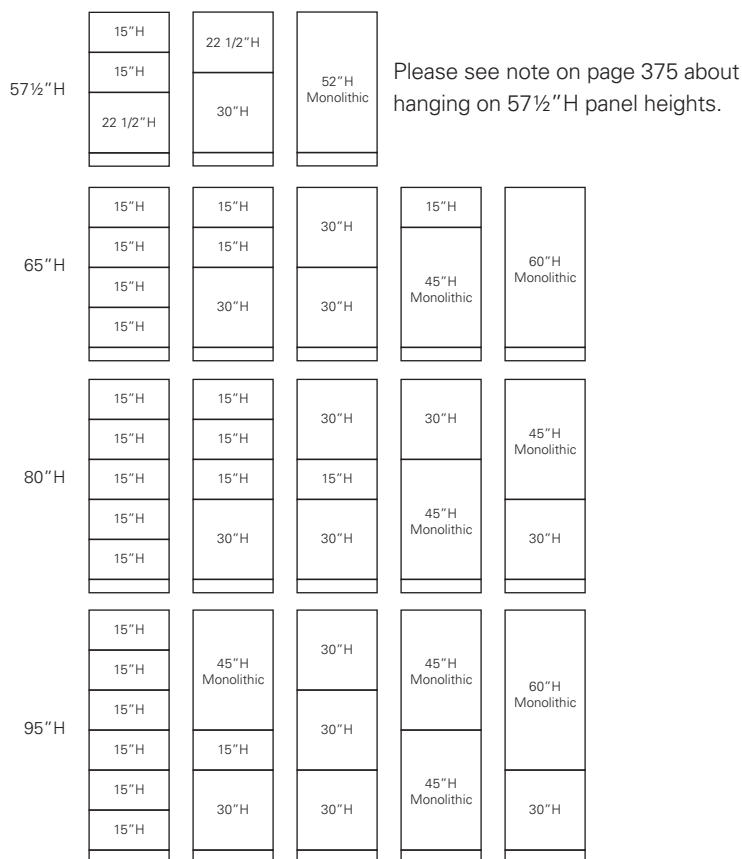 57½”H
15”H
15”H
22 1/2”H
22 1/2”H
30”H
52”H
Monolithic
Please see note on page 375 about
hanging on 57½”H panel heights.
65”H
15”H
15”H
15”H
15”H
15”H
15”H
30”H
30”H
30”H
15”H
45”H
Monolithic
60”H
Monolithic
80”H
15”H
15”H
15”H
15”H
15”H
15”H
15”H
15”H
30”H
30”H
15”H
30”H
30”H
45”H
Monolithic
45”H
Monolithic
30”H
95”H
15”H
15”H
15”H
15”H
15”H
15”H
45”H
Monolithic
15”H
30”H
30”H
30”H
30”H
45”H
Monolithic
45”H
Monolithic
60”H
Monolithic
30”H